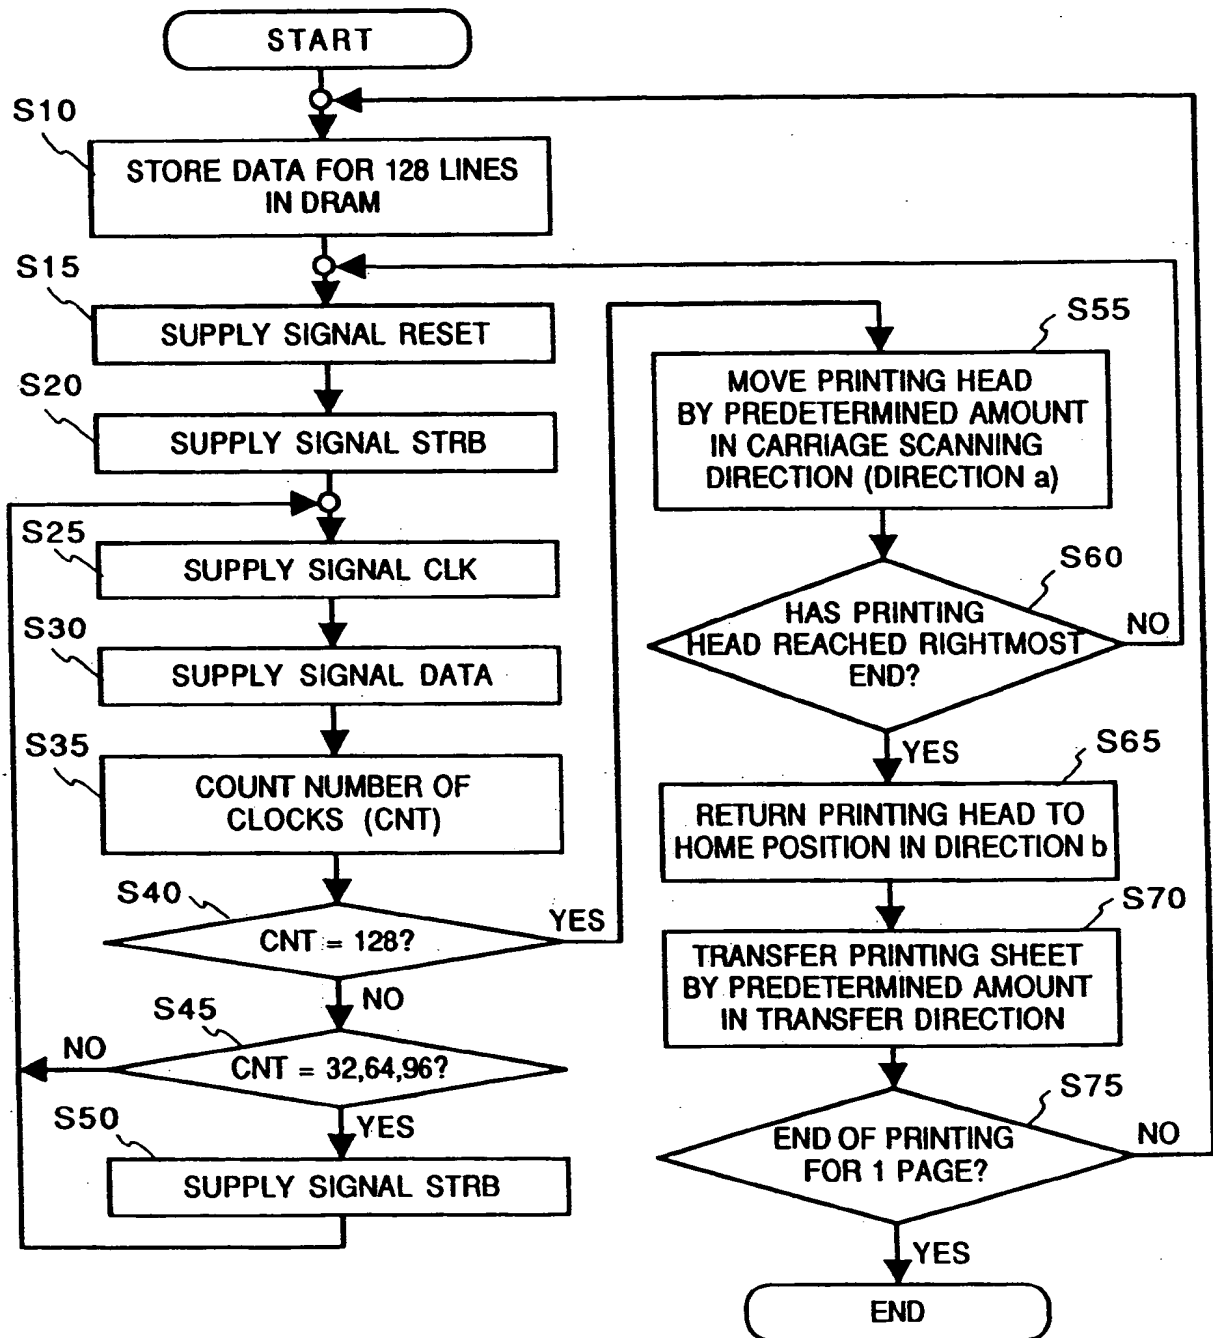 START
S10
STORE DATA FOR 128 LINES
IN DRAM
S15
SUPPLY SIGNAL RESET
S20
SUPPLY SIGNAL STRB
S25
SUPPLY SIGNAL CLK
S30
SUPPLY SIGNAL DATA
S35
COUNT NUMBER OF
CLOCKS (CNT)
S40
CNT = 128?
YES
NO
S45
CNT = 32,64,96?
NO
YES
S50
SUPPLY SIGNAL STRB
S55
MOVE PRINTING HEAD
BY PREDETERMINED AMOUNT
IN CARRIAGE SCANNING
DIRECTION (DIRECTION a)
S60
HAS PRINTING
HEAD REACHED RIGHTMOST
END?
NO
YES
S65
RETURN PRINTING HEAD TO
HOME POSITION IN DIRECTION b
S70
TRANSFER PRINTING SHEET
BY PREDETERMINED AMOUNT
IN TRANSFER DIRECTION
S75
END OF PRINTING
FOR 1 PAGE?
NO
YES
END